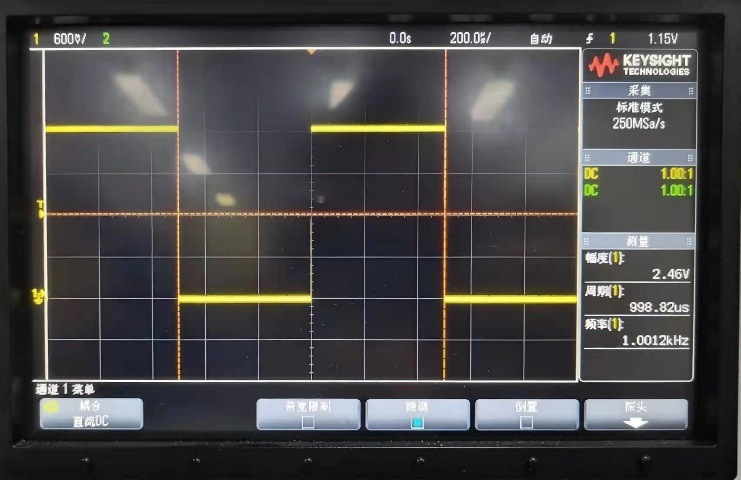 1 600▽/ 2 0.0s 200.0▽/ 自动 1 1.15V
KEYSIGHT
TECHNOLOGIES
采集
标准模式
250MSa/s
通道
DC 1.00:1
DC 1.00:1
测量
幅度(1):
2.46V
周期(1):
998.82us
频率(1):
1.0012kHz
通道 1 菜单
耦合
直流DC
带宽限制
微调
倒置
探头